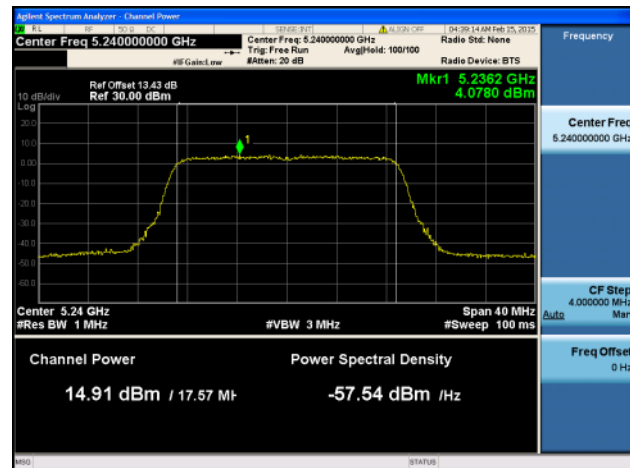 Agilent Spectrum Analyzer - Channel Power
RL RF 50 Ω DC SENSE:INT ALIGN OFF 04:39:14 AM Feb 15, 2015
Center Freq 5.240000000 GHz Center Freq: 5.240000000 GHz Radio Std: None
Trig: Free Run Avg|Hold: 100/100
#IFGain:Low #Atten: 20 dB Radio Device: BTS
Mkr1 5.2362 GHz
4.0780 dBm
Ref Offset 13.43 dB
10 dB/div Ref 30.00 dBm
Log
20.0
10.0
0.00
-10.0
-20.0
-30.0
-40.0
-50.0
-60.0
1
Center 5.24 GHz Span 40 MHz
#Res BW 1 MHz #VBW 3 MHz #Sweep 100 ms
Channel Power Power Spectral Density
14.91 dBm / 17.57 MH -57.54 dBm /Hz
MSG STATUS
Frequency
Center Freq
5.240000000 GHz
CF Step
4.000000 MHz
Auto Man
Freq Offset
0 Hz